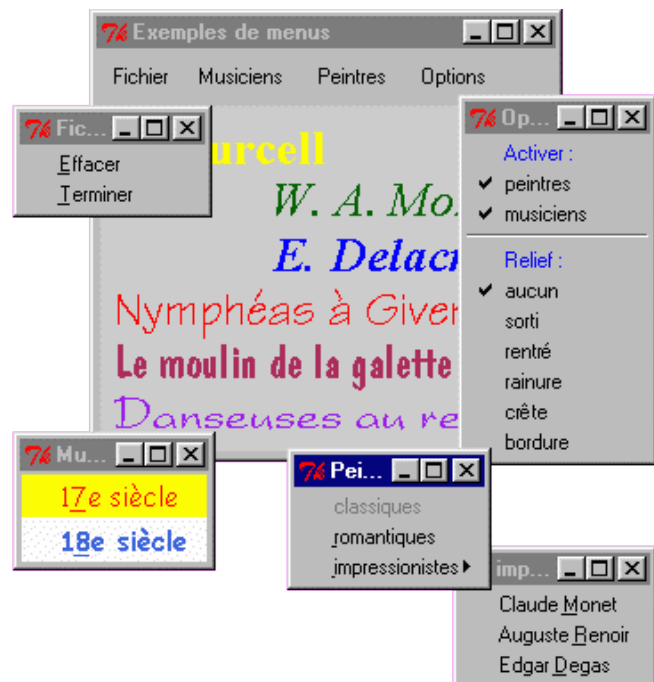 Exemples de menus
Fichier Musiciens Peintres Options
Fic...
Effacer
Terminer
urcell
W. A. Mo
E. Delac
Nymphéas à Giver
Le moulin de la galette
Danseuses au re
Op...
Activer :
peintres
musiciens
Relief :
aucun
sorti
rentré
rainure
crête
bordure
Mu...
17e siècle
18e siècle
Pei...
classiques
romantiques
impressionistes
imp...
Claude Monet
Auguste Renoir
Edgar Degas